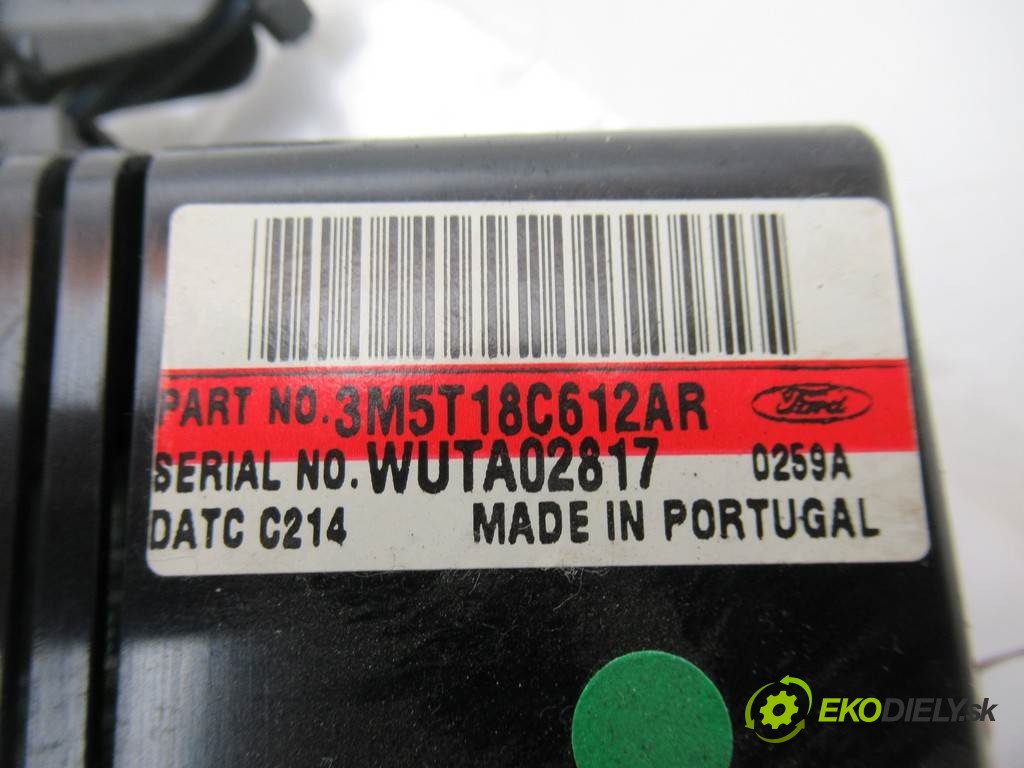 PART NO. 3M5T18C612AR Ford
SERIAL NO. WUTA02817 0259A
DATC C214 MADE IN PORTUGAL
EKODIELY.sk